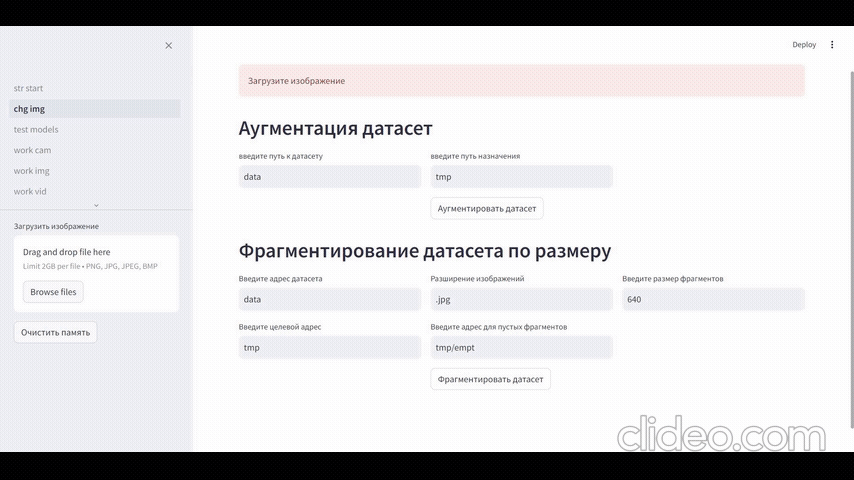 Deploy
str start
chg img
test models
work cam
work img
work vid
Загрузить изображение
Drag and drop file here
Limit 2GB per file • PNG, JPG, JPEG, BMP
Browse files
Очистить память
Загрузите изображение
Аугментация датасет
введите путь к датасету
введите путь назначения
data
tmp
Аугментировать датасет
Фрагментирование датасета по размеру
Введите адрес датасета
Разширение изображений
Введите размер фрагментов
data
.jpg
640
Введите целевой адрес
Введите адрес для пустых фрагментов
tmp
tmp/empt
Фрагментировать датасет
clideo.com